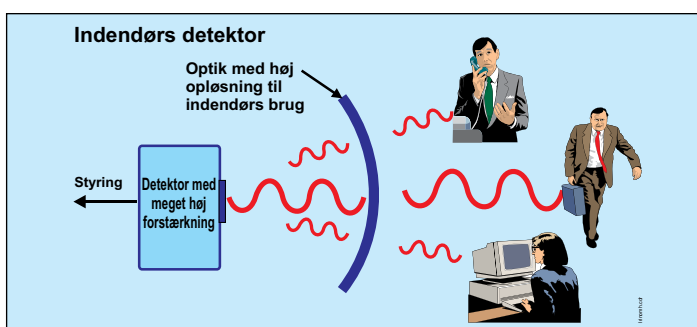 Indendørs detektor
Optik med høj
opløsning til
indendørs brug
Styring
Detektor med
meget høj
forstærkning